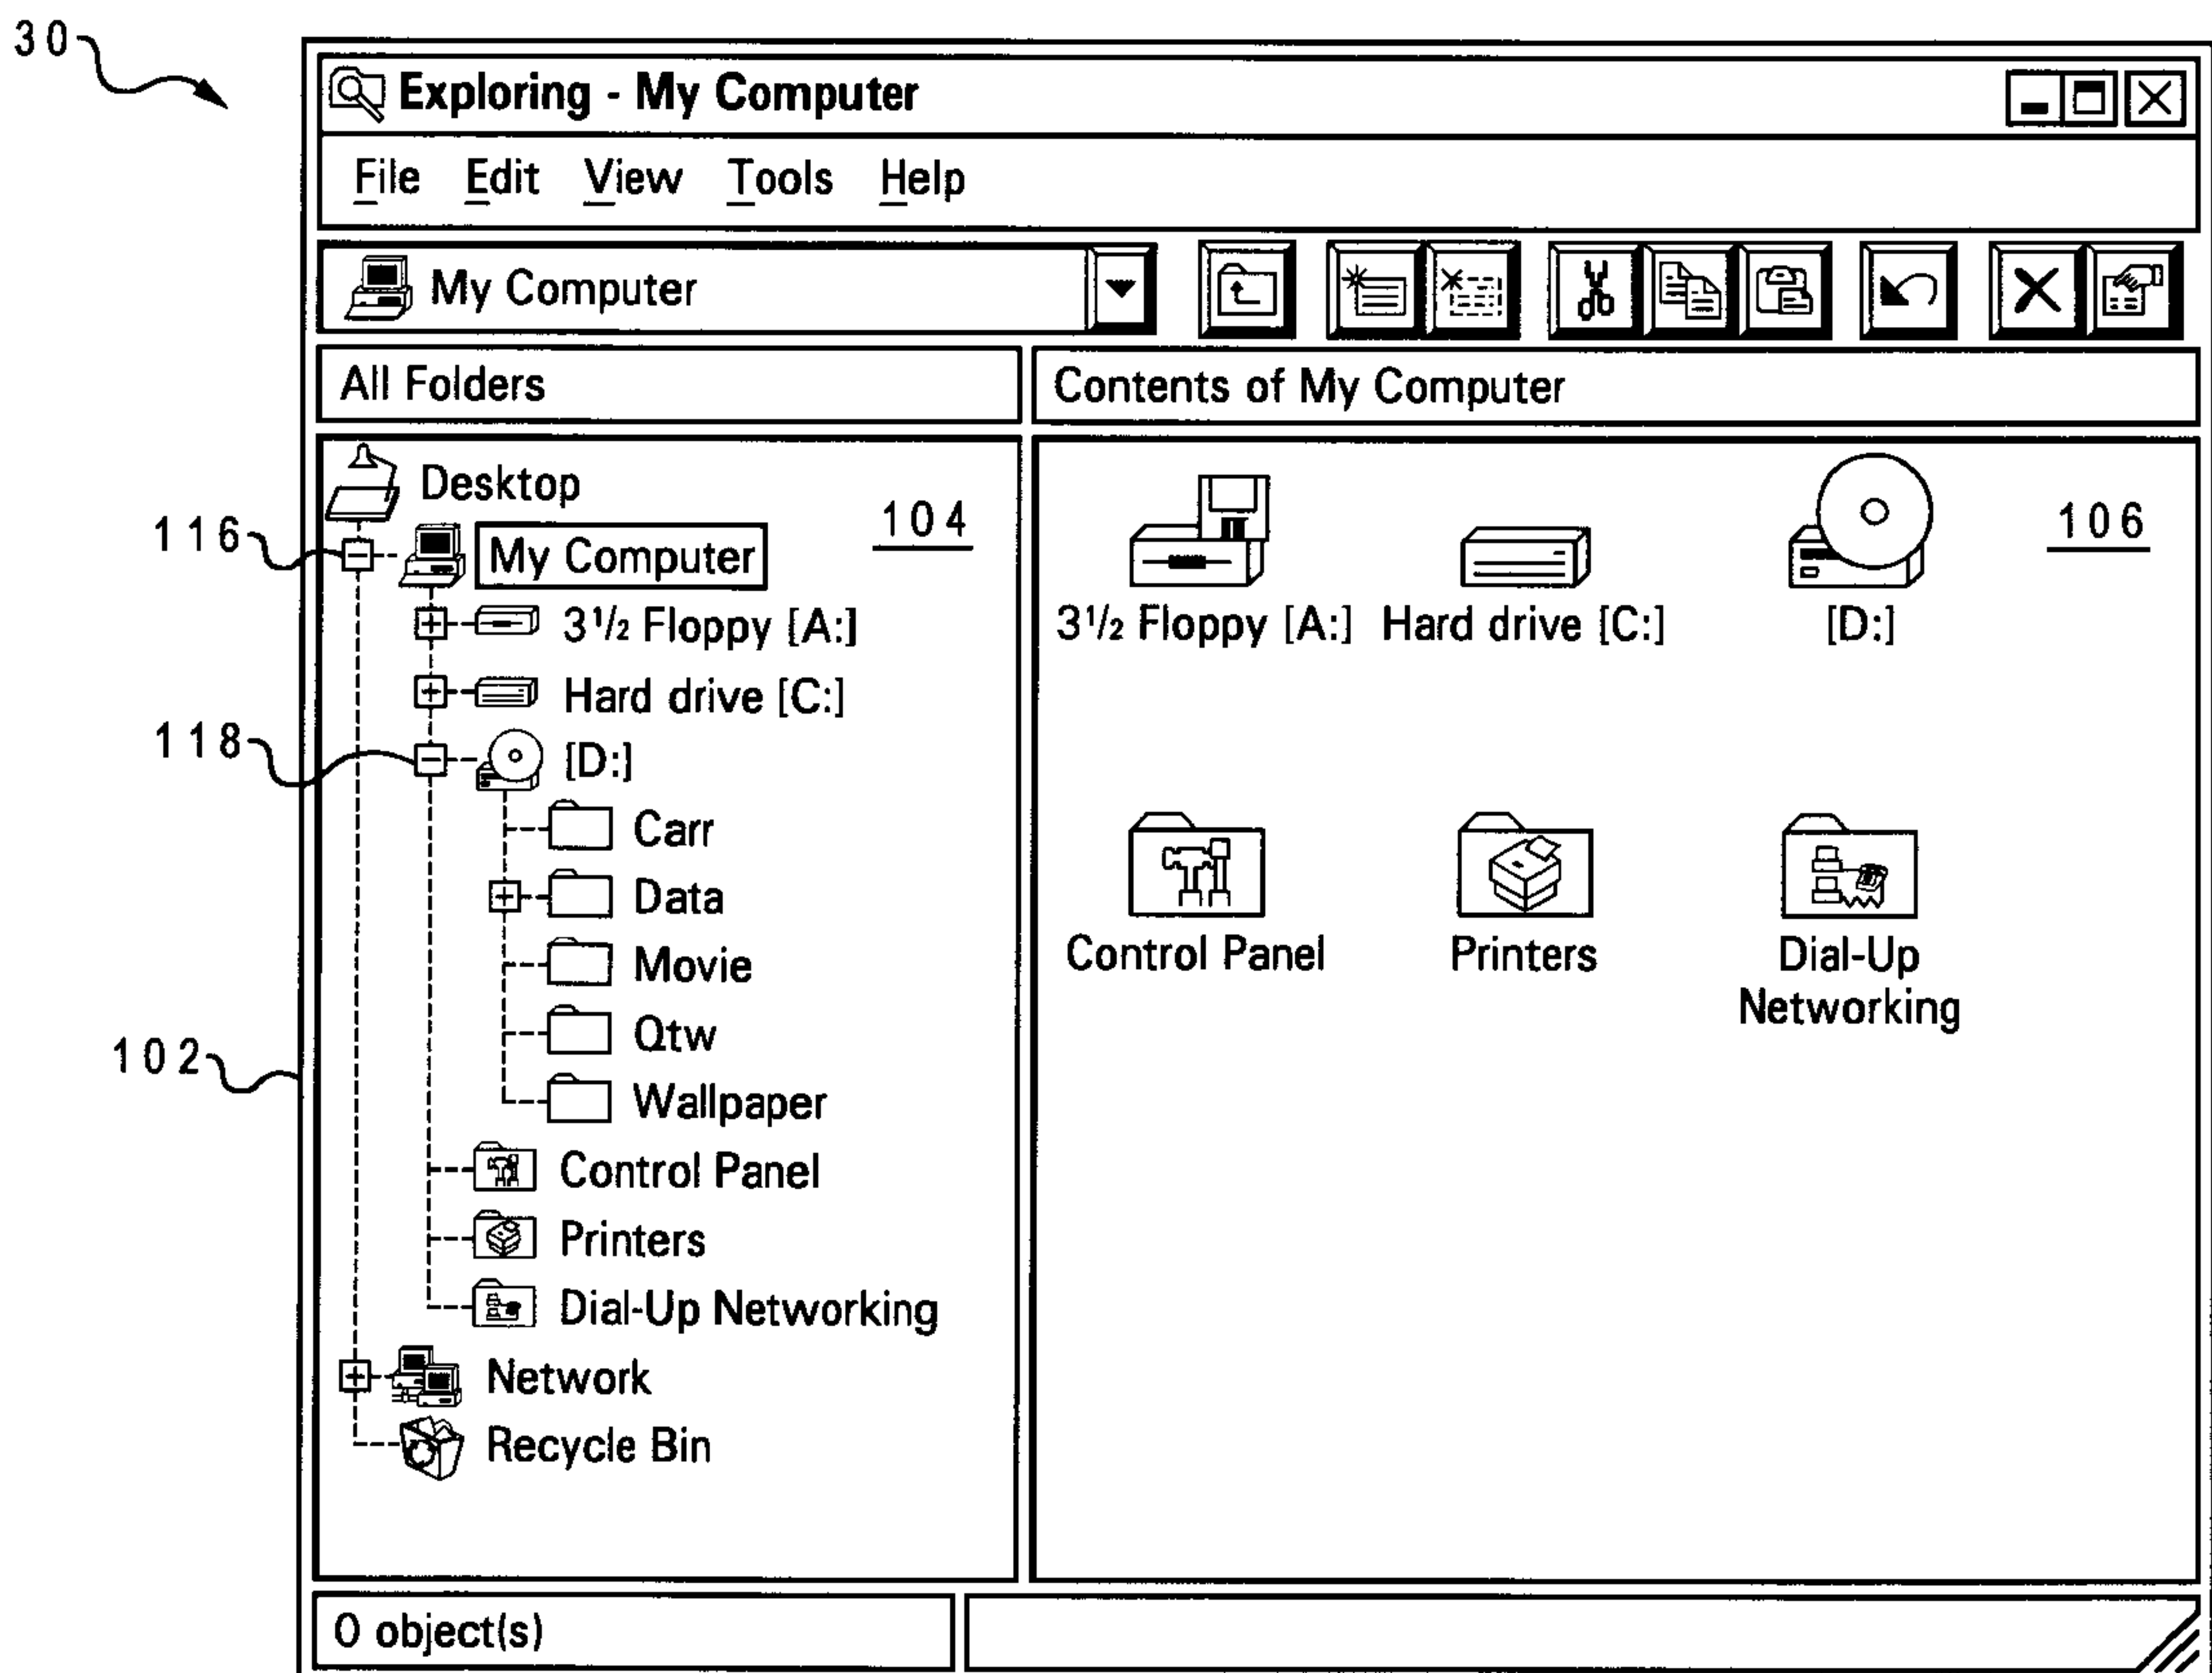 30
Exploring - My Computer
File Edit View Tools Help
My Computer
All Folders
Contents of My Computer
Desktop
104
116
My Computer
3½ Floppy [A:]
Hard drive [C:]
118
[D:]
Carr
Data
Movie
Qtw
102
Wallpaper
Control Panel
Printers
Dial-Up Networking
Network
Recycle Bin
106
3½ Floppy [A:] Hard drive [C:] [D:]
Control Panel Printers Dial-Up
Networking
0 object(s)